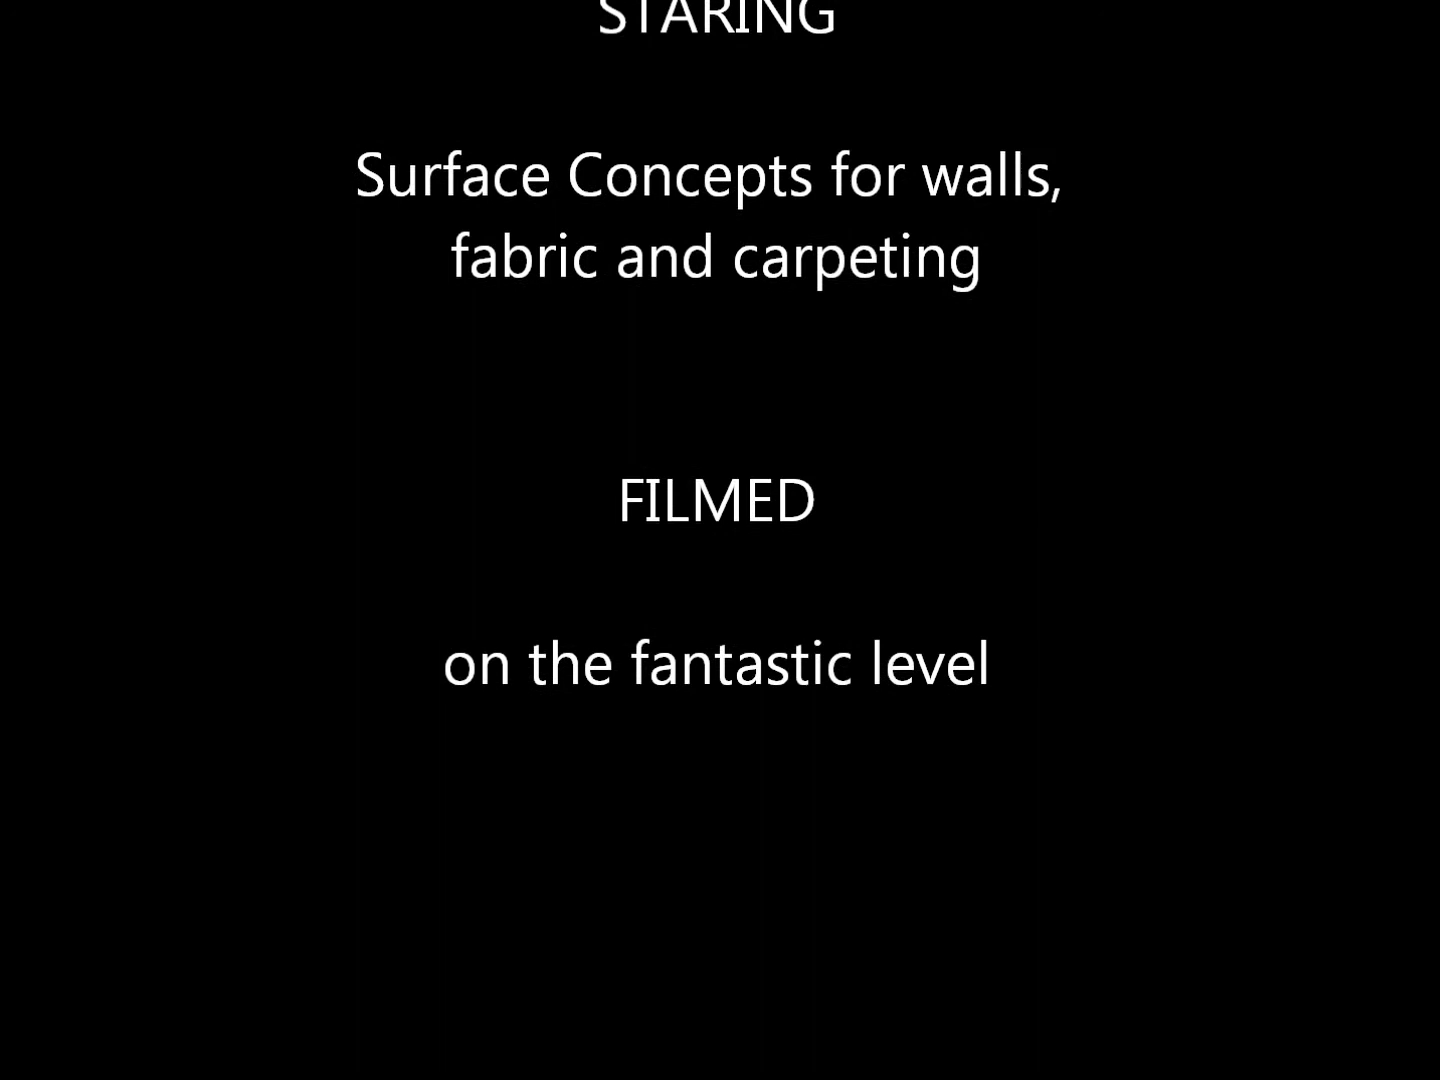 STARING
Surface Concepts for walls,
fabric and carpeting
FILMED
on the fantastic level